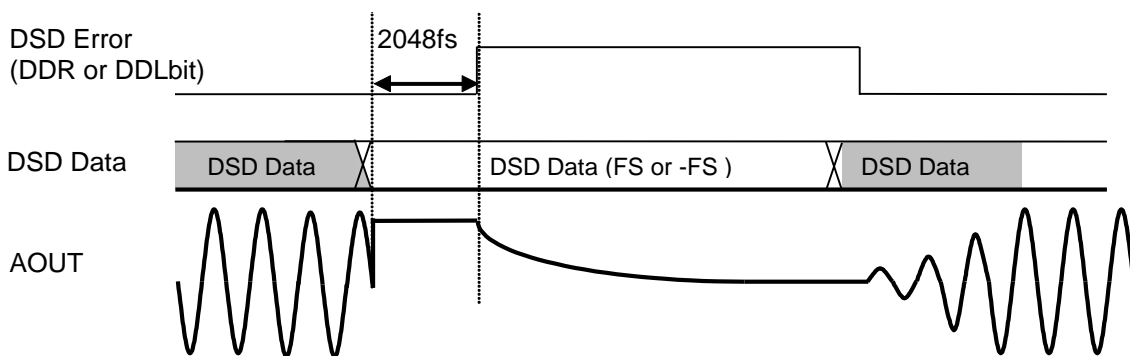 DSD Error
(DDR or DDLbit)
2048fs
DSD Data
DSD Data
DSD Data (FS or -FS )
DSD Data
AOUT